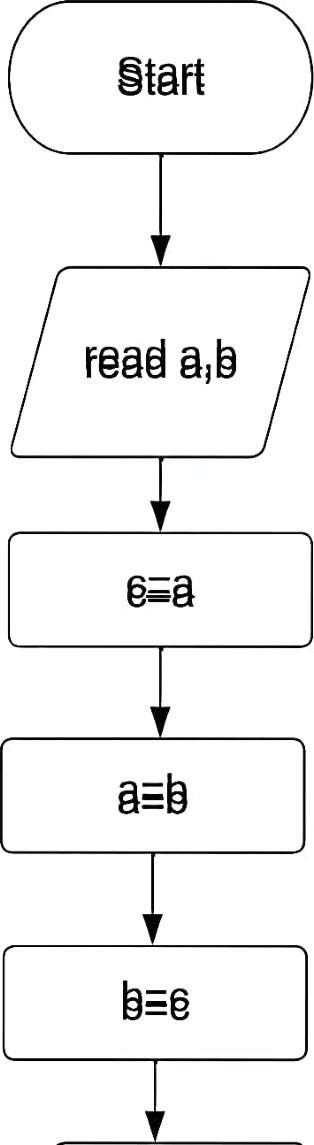 Start
read a,b
c=a
a=b
b=c